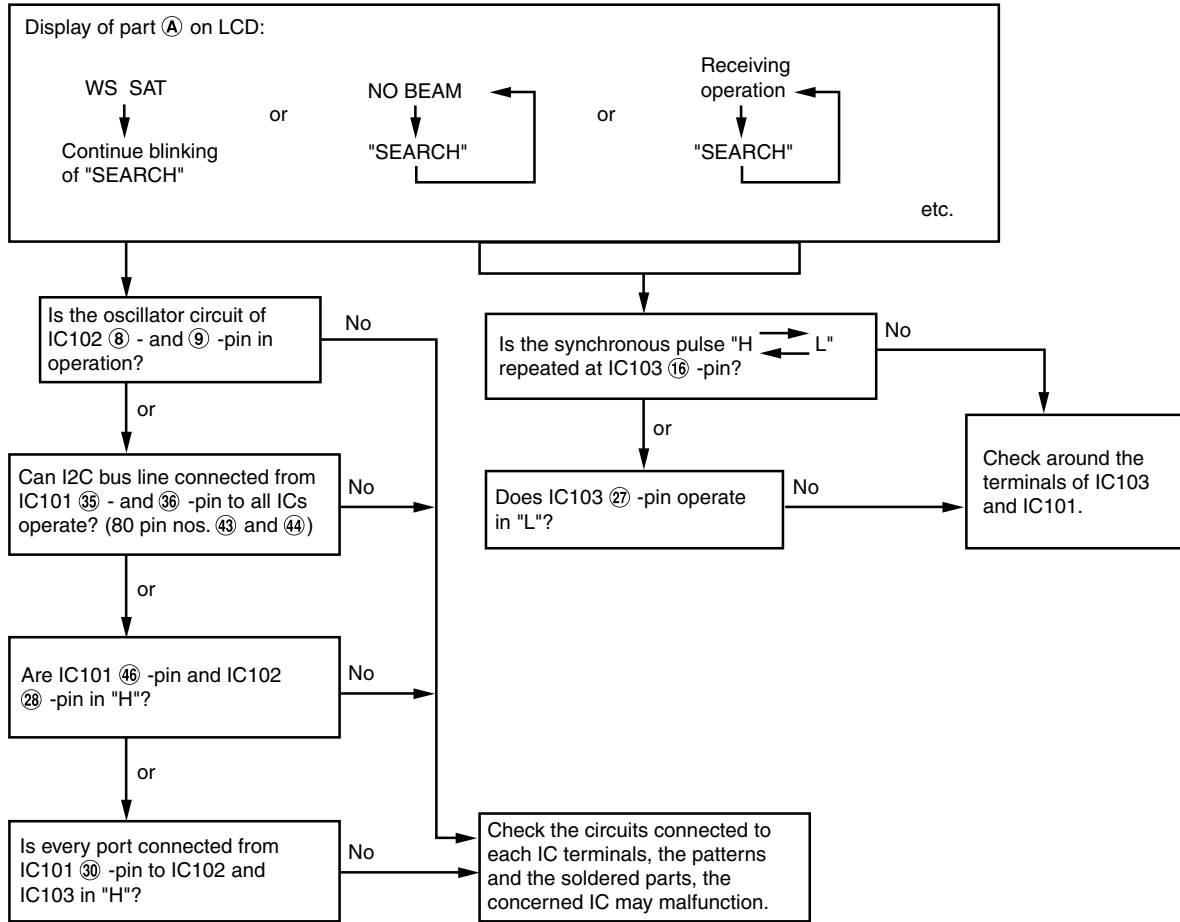 Display of part Ⓐ on LCD:
WS SAT
Continue blinking
of "SEARCH"
or
NO BEAM
"SEARCH"
or
Receiving
operation
"SEARCH"
etc.
Is the oscillator circuit of
IC102 ⑧ - and ⑨ -pin in
operation?
No
or
Can I2C bus line connected from
IC101 ㉟ - and ㊱ -pin to all ICs
operate? (80 pin nos. ㊸ and ㊹)
No
or
Are IC101 ㊻ -pin and IC102
㉘ -pin in "H"?
No
or
Is every port connected from
IC101 ㉚ -pin to IC102 and
IC103 in "H"?
No
Check the circuits connected to
each IC terminals, the patterns
and the soldered parts, the
concerned IC may malfunction.
Is the synchronous pulse "H L"
repeated at IC103 ⑯ -pin?
No
or
Does IC103 ㉗ -pin operate
in "L"?
No
Check around the
terminals of IC103
and IC101.